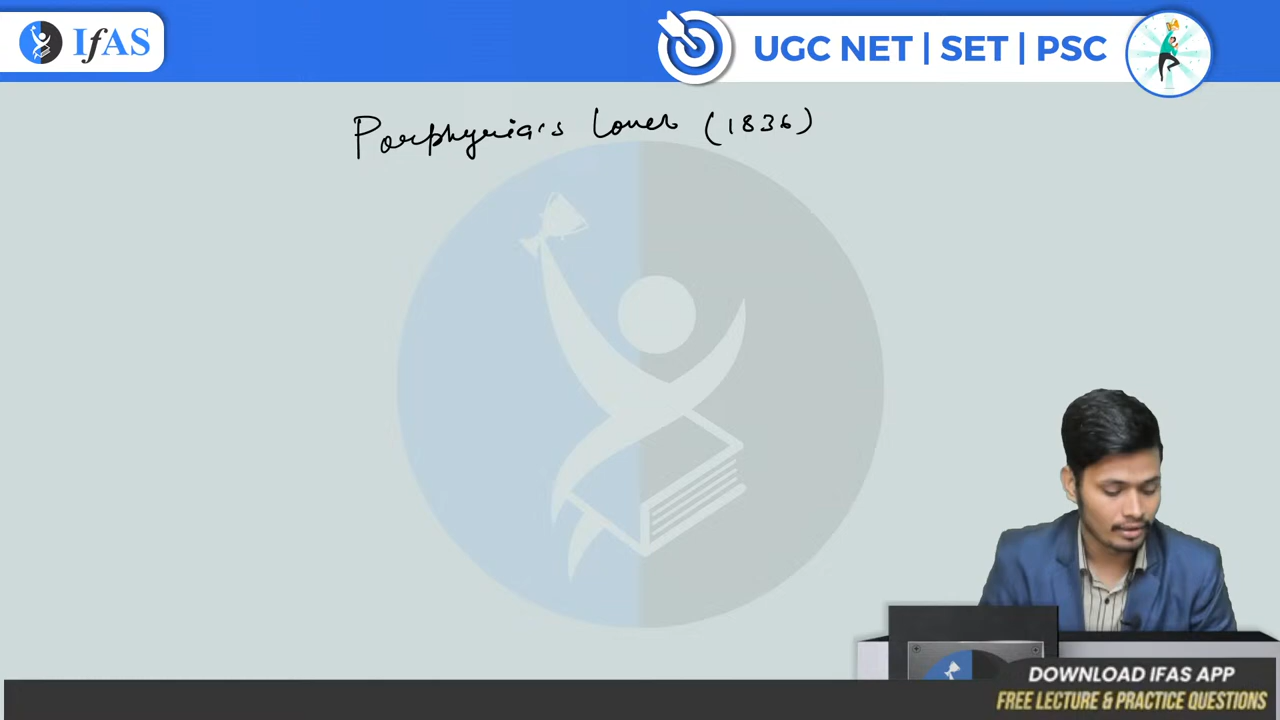 IfAS
UGC NET | SET | PSC
Porphyria's Lover (1836)
DOWNLOAD IFAS APP
FREE LECTURE & PRACTICE QUESTIONS